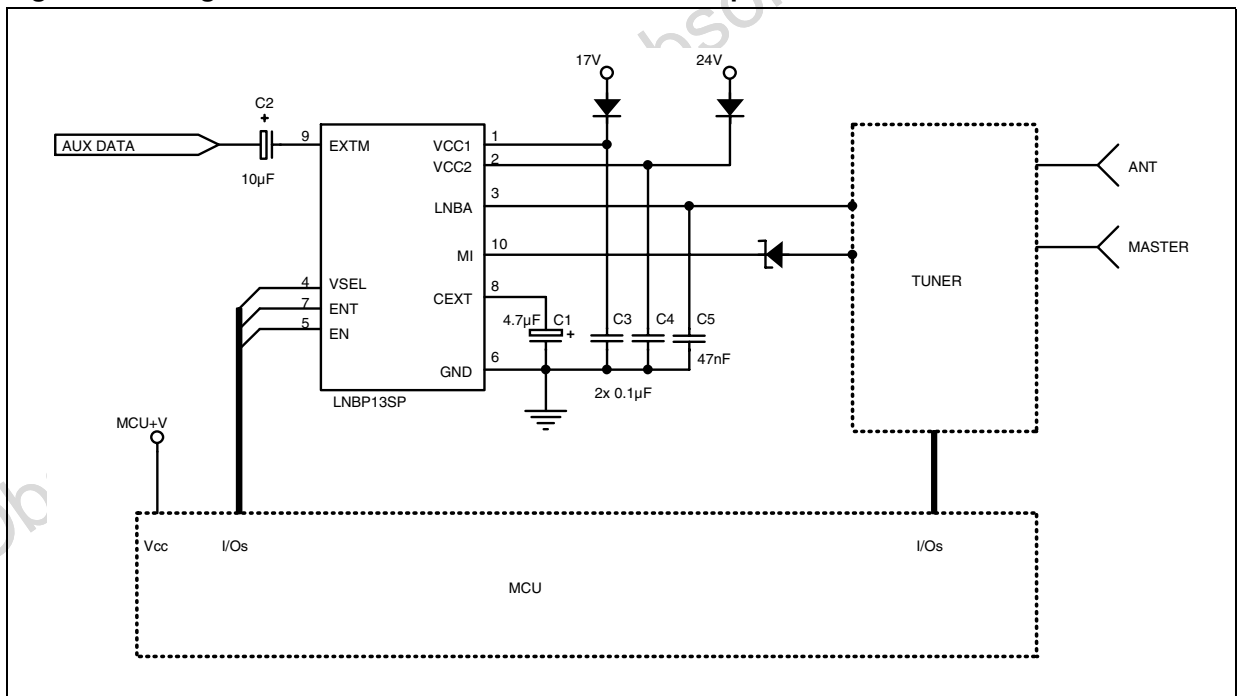 17V
24V
C2
+
AUX DATA
10µF
9
EXTM
VCC1
1
VCC2
2
LNBA
3
MI
10
CEXT
8
GND
6
4
VSEL
7
ENT
5
EN
LNBP13SP
4.7µF
C1
+
C3
C4
C5
47nF
2x 0.1µF
TUNER
ANT
MASTER
MCU+V
Vcc
I/Os
I/Os
MCU